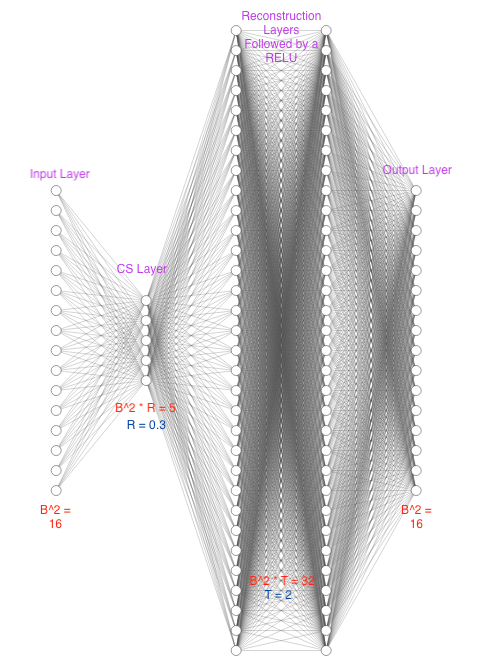 Reconstruction
Layers
Followed by a
RELU
Input Layer
Output Layer
CS Layer
B^2 * R = 5
R = 0.3
B^2 =
16
B^2 =
16
B^2 * T = 32
T = 2